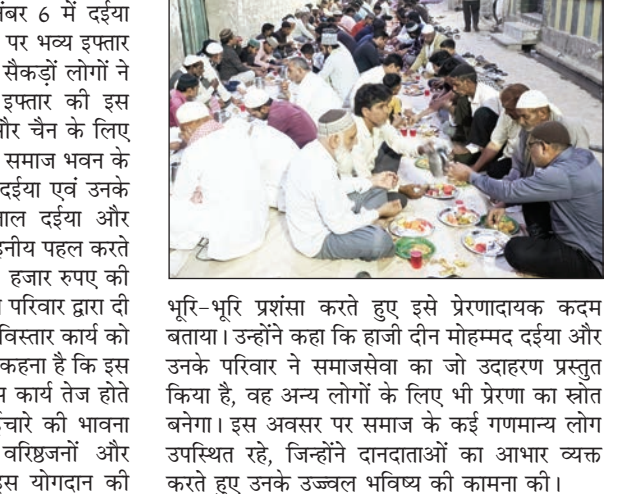 नंबर 6 में दईया
पर भव्य इफ्तार
सैकड़ों लोगों ने
इफ्तार की इस
और चैन के लिए
समाज भवन के
दईया एवं उनके
दईया और
पहल करते
हजार रुपए की
परिवार द्वारा दी
विस्तार कार्य को
कहना है कि इस
कार्य तेज होते
की भावना
वरिष्ठजनों और
इस योगदान की
भूरि-भूरि प्रशंसा करते हुए इसे प्रेरणादायक कदम
बताया। उन्होंने कहा कि हाजी दीन मोहम्मद दईया और
उनके परिवार ने समाजसेवा का जो उदाहरण प्रस्तुत
किया है, वह अन्य लोगों के लिए भी प्रेरणा का स्रोत
बनेगा। इस अवसर पर समाज के कई गणमान्य लोग
उपस्थित रहे, जिन्होंने दानदाताओं का आभार व्यक्त
करते हुए उनके उज्ज्वल भविष्य की कामना की।